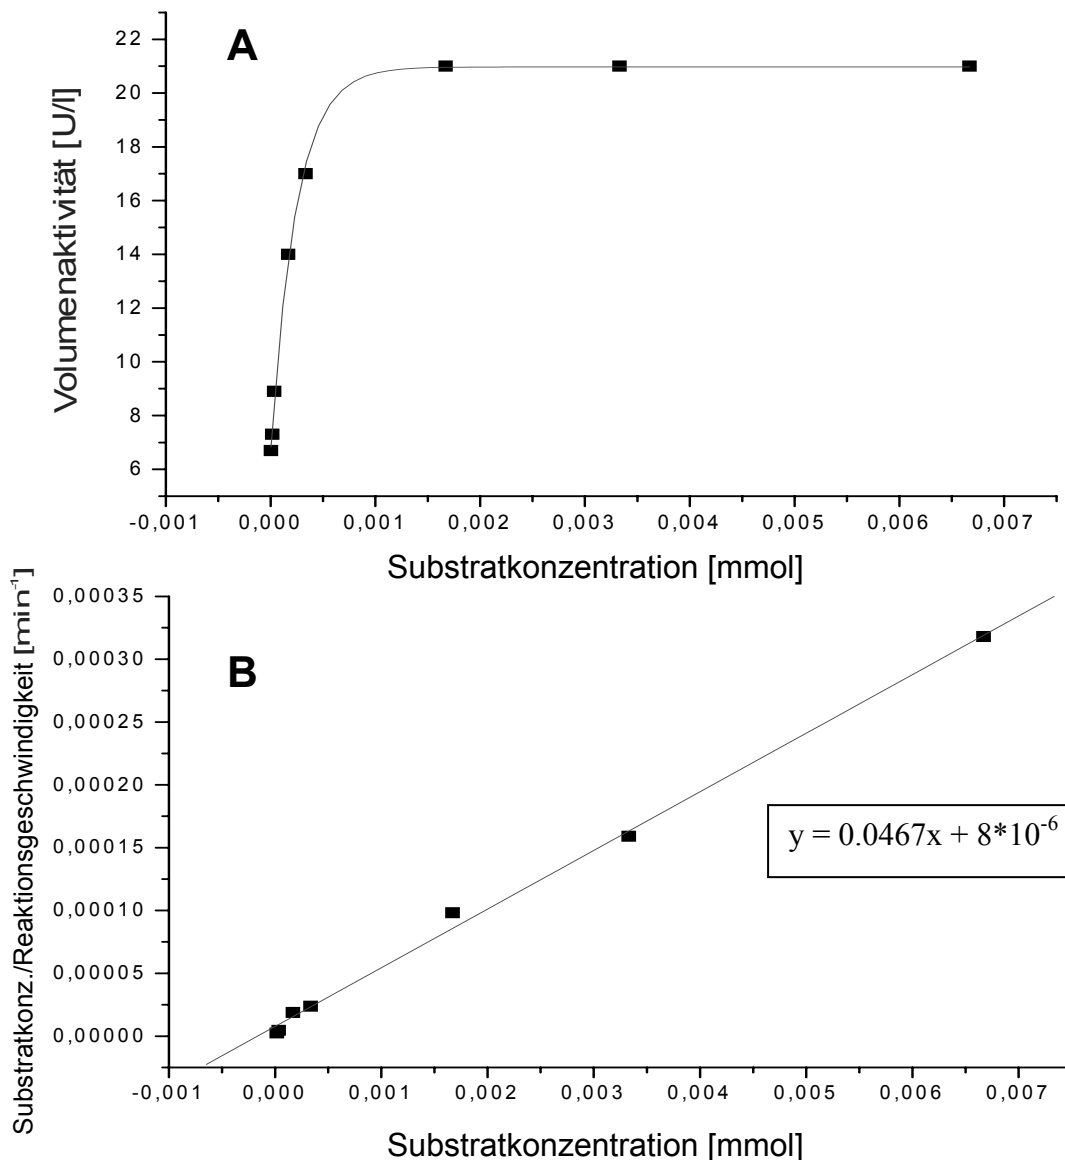 A
Volumenaktivität [U/l]
22
20
18
16
14
12
10
8
6
-0,001 0,000 0,001 0,002 0,003 0,004 0,005 0,006 0,007
Substratkonzentration [mmol]
B
Substratkonz./Reaktionsgeschwindigkeit [min⁻¹]
0,00035
0,00030
0,00025
0,00020
0,00015
0,00010
0,00005
0,00000
y = 0.0467x + 8*10⁻⁶
-0,001 0,000 0,001 0,002 0,003 0,004 0,005 0,006 0,007
Substratkonzentration [mmol]